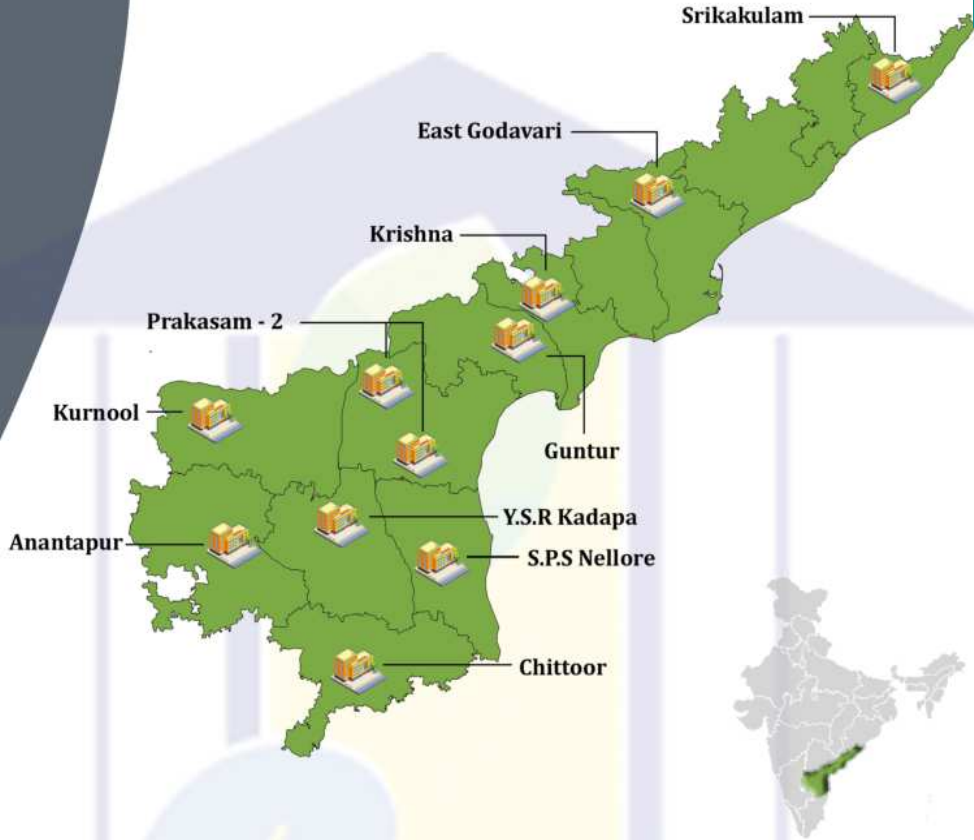 Srikakulam
East Godavari
Krishna
Prakasam - 2
Kurnool
Guntur
Y.S.R Kadapa
Anantapur
S.P.S Nellore
Chittoor